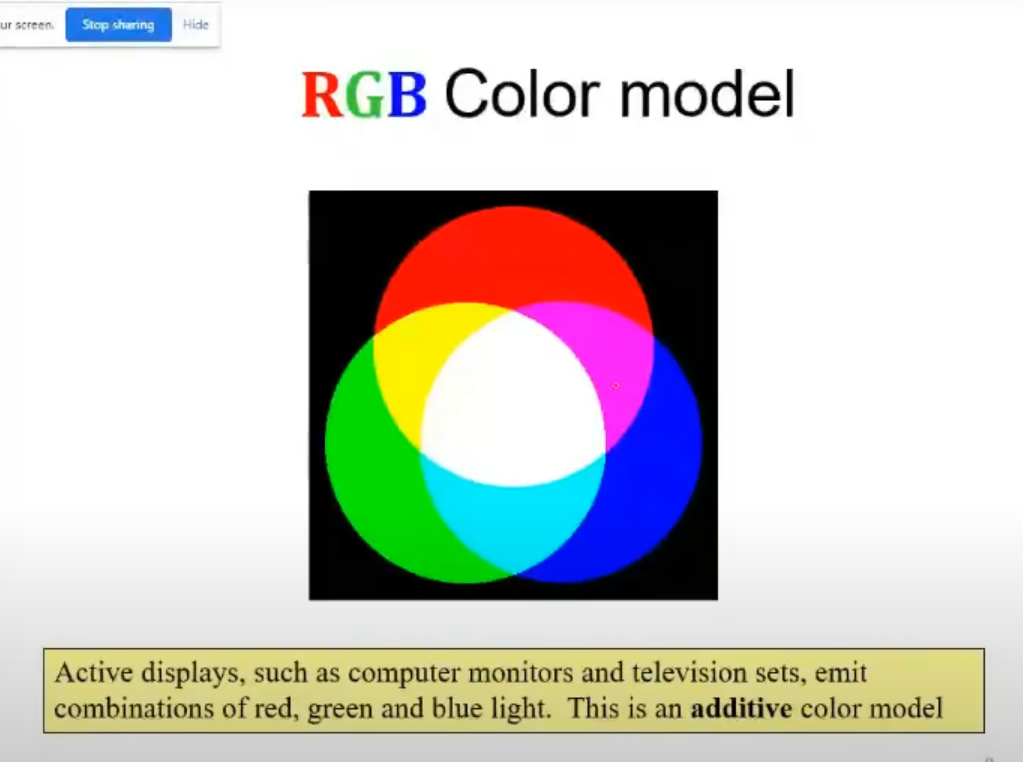 ur screen. Stop sharing Hide
RGB Color model
Active displays, such as computer monitors and television sets, emit
combinations of red, green and blue light.  This is an additive color model